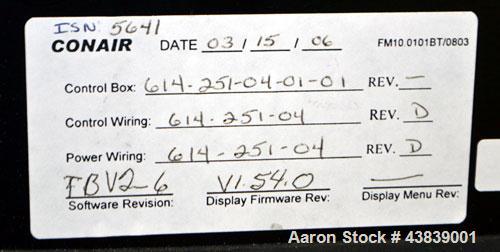 ISN: 5641
CONAIR DATE 03 / 15 / 06 FM10.0101BT/0803
Control Box: 614-251-04-01-01 REV. —
Control Wiring: 614-251-04 REV. D
Power Wiring: 614-251-04 REV. D
FBV2-6 V1.54.0 —
Software Revision: Display Firmware Rev: Display Menu Rev:
Aaron Stock # 43839001